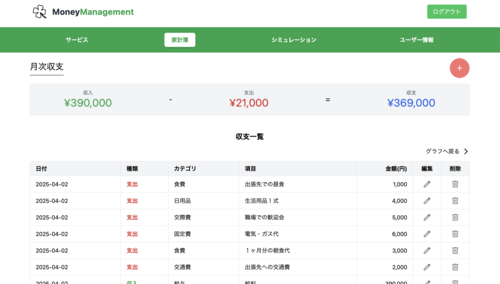 MoneyManagement
ログアウト
サービス 家計簿 シミュレーション ユーザー情報
月次収支
+
収入 支出 収支
¥390,000 - ¥21,000 = ¥369,000
収支一覧
グラフへ戻る
日付 種類 カテゴリ 項目 金額(円) 編集 削除
2025-04-02 支出 食費 出張先での昼食 1,000
2025-04-02 支出 日用品 生活用品１式 4,000
2025-04-02 支出 交際費 職場での歓迎会 5,000
2025-04-02 支出 固定費 電気・ガス代 6,000
2025-04-02 支出 食費 １ヶ月分の朝食代 3,000
2025-04-02 支出 交通費 出張先への交通費 2,000
2025-04-02 収入 給与 給料 390,000